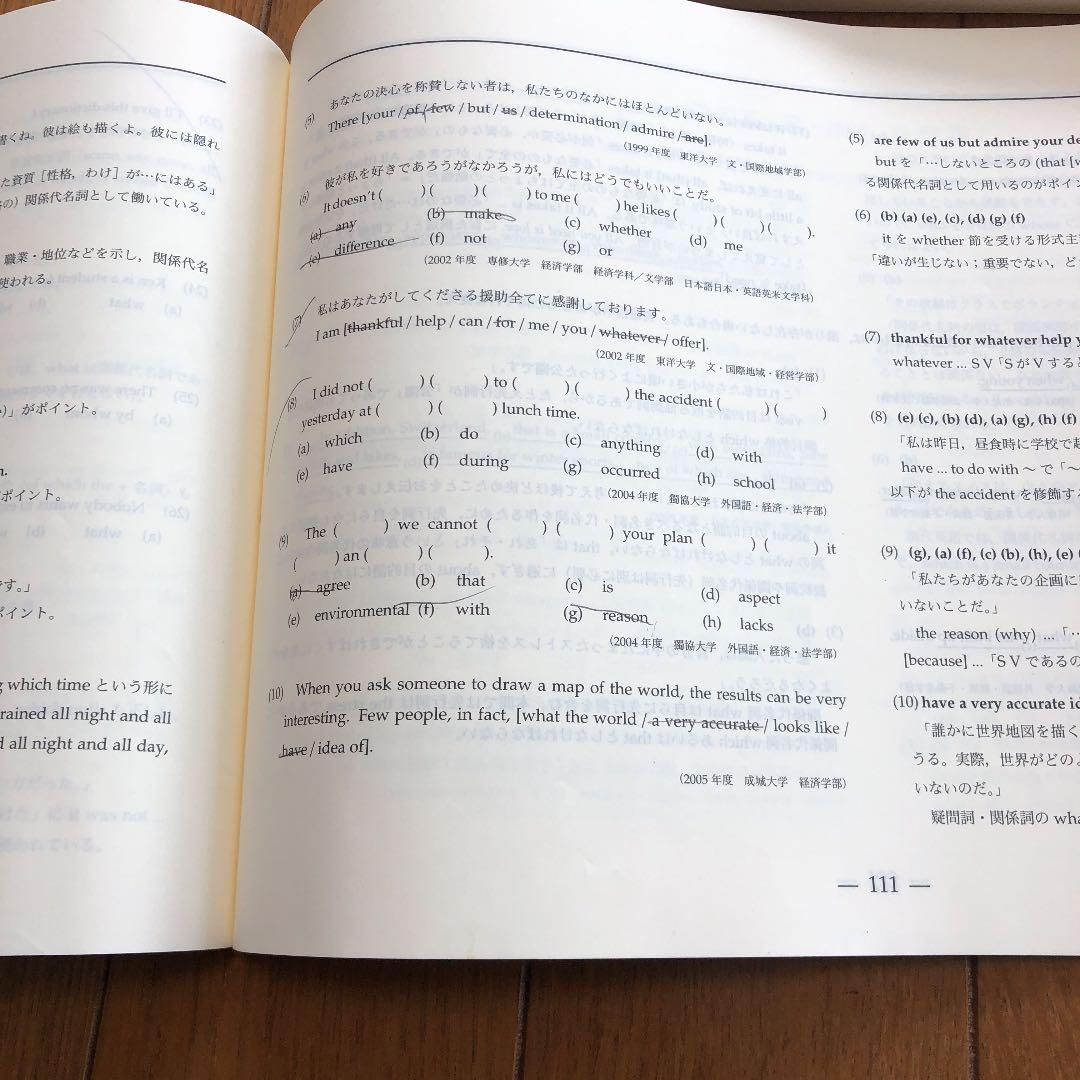 書くね。彼は絵も描くよ。彼には隠れ
た資質［性格，わけ］が…にはある」
の）関係代名詞として働いている。
職業・地位などを示し，関係代名
使われる。
」がポイント。
n.
ポイント。
です。」
ポイント。
g which time という形に
rained all night and all
d all night and all day,
(5) あなたの決心を称賛しない者は，私たちのなかにはほとんどいない。
There [your / of / few / but / us / determination / admire / are].
（1999 年度 東洋大学 文・国際地域学部）
(6) 彼が私を好きであろうがなかろうが，私にはどうでもいいことだ。
It doesn't ( ) ( ) ( ) to me ( ) he likes ( ) ( ) ( ).
(a) any (b) make (c) whether (d) me
(e) difference (f) not (g) or
（2002 年度 専修大学 経済学部 経済学科／文学部 日本語日本・英語英米文学科）
(7) 私はあなたがしてくださる援助全てに感謝しております。
I am [thankful / help / can / for / me / you / whatever / offer].
（2002 年度 東洋大学 文・国際地域・経営学部）
(8) I did not ( ) ( ) to ( ) ( ) the accident ( ) ( )
yesterday at ( ) ( ) lunch time.
(a) which (b) do (c) anything (d) with
(e) have (f) during (g) occurred (h) school
（2004 年度 獨協大学 外国語・経済・法学部）
(9) The ( ) we cannot ( ) ( ) your plan ( ) ( ) it
( ) an ( ) ( ).
(a) agree (b) that (c) is (d) aspect
(e) environmental (f) with (g) reason (h) lacks
（2004 年度 獨協大学 外国語・経済・法学部）
(10) When you ask someone to draw a map of the world, the results can be very
interesting. Few people, in fact, [what the world / a very accurate / looks like /
have / idea of].
（2005 年度 成城大学 経済学部）
(5) are few of us but admire your de
but を「…しないところの (that [w
る関係代名詞として用いるのがポイン
(6) (b) (a) (e), (c), (d) (g) (f)
it を whether 節を受ける形式主
「違いが生じない；重要でない，ど
(7) thankful for whatever help y
whatever ... S V「S が V する
(8) (e) (c), (b) (d), (a) (g), (h) (f)
「私は昨日，昼食時に学校で起
have ... to do with ～ で「～
以下が the accident を修飾する
(9) (g), (a) (f), (c) (b), (h), (e)
「私たちがあなたの企画に
いないことだ。」
the reason (why) ...「…
[because] ...「S V であるの
(10) have a very accurate id
「誰かに世界地図を描く
うる。実際，世界がどの
いないのだ。」
疑問詞・関係詞の wha
— 111 —